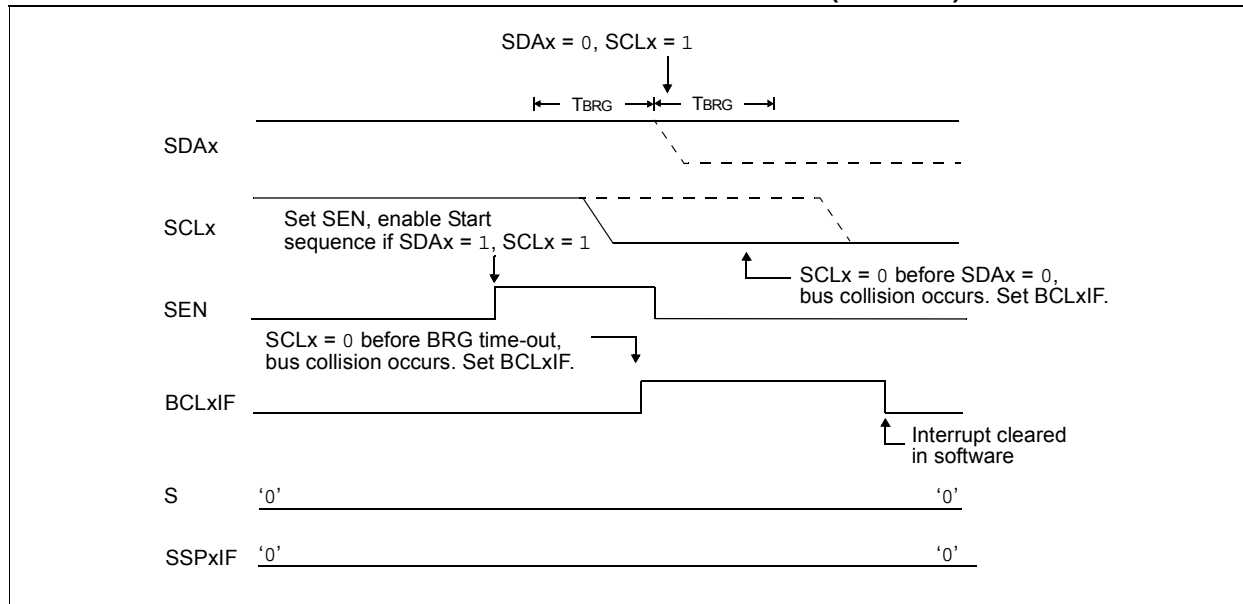 SDAx = 0, SCLx = 1
TBRG TBRG
SDAx
SCLx
Set SEN, enable Start
sequence if SDAx = 1, SCLx = 1
SCLx = 0 before SDAx = 0,
bus collision occurs. Set BCLxIF.
SEN
SCLx = 0 before BRG time-out,
bus collision occurs. Set BCLxIF.
BCLxIF
Interrupt cleared
in software
S ‘0’ ‘0’
SSPxIF ‘0’ ‘0’